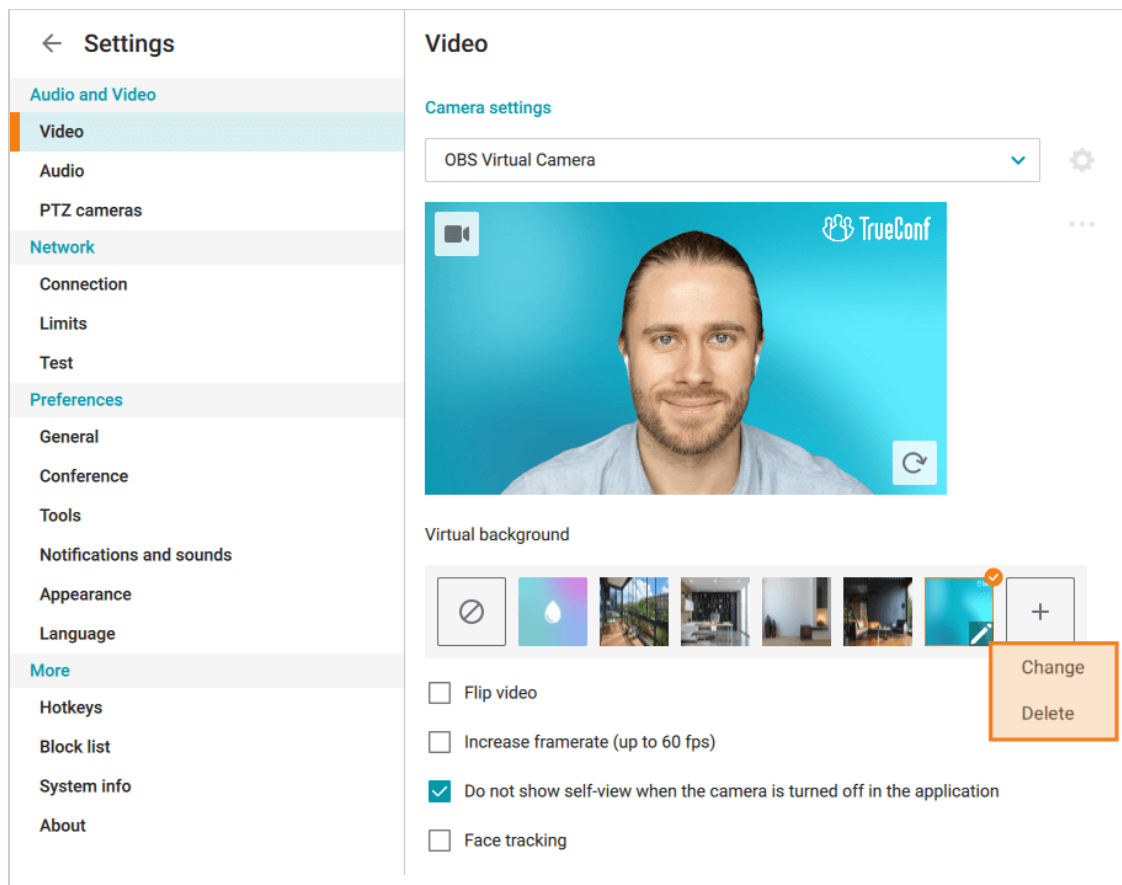 Settings
Audio and Video
Video
Audio
PTZ cameras
Network
Connection
Limits
Test
Preferences
General
Conference
Tools
Notifications and sounds
Appearance
Language
More
Hotkeys
Block list
System info
About
Video
Camera settings
OBS Virtual Camera
TrueConf
Virtual background
Change
Delete
Flip video
Increase framerate (up to 60 fps)
Do not show self-view when the camera is turned off in the application
Face tracking